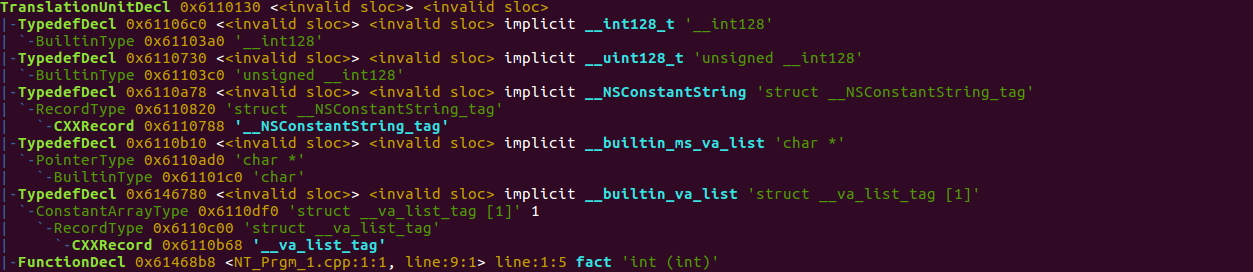 TranslationUnitDecl 0x6110130 <<invalid sloc>> <invalid sloc>
|-TypedefDecl 0x61106c0 <<invalid sloc>> <invalid sloc> implicit __int128_t '__int128'
| `-BuiltinType 0x61103a0 '__int128'
|-TypedefDecl 0x6110730 <<invalid sloc>> <invalid sloc> implicit __uint128_t 'unsigned __int128'
| `-BuiltinType 0x61103c0 'unsigned __int128'
|-TypedefDecl 0x6110a78 <<invalid sloc>> <invalid sloc> implicit __NSConstantString 'struct __NSConstantString_tag'
| `-RecordType 0x6110820 'struct __NSConstantString_tag'
|   `-CXXRecord 0x6110788 '__NSConstantString_tag'
|-TypedefDecl 0x6110b10 <<invalid sloc>> <invalid sloc> implicit __builtin_ms_va_list 'char *'
| `-PointerType 0x6110ad0 'char *'
|   `-BuiltinType 0x61101c0 'char'
|-TypedefDecl 0x6146780 <<invalid sloc>> <invalid sloc> implicit __builtin_va_list 'struct __va_list_tag [1]'
| `-ConstantArrayType 0x6110df0 'struct __va_list_tag [1]' 1
|   `-RecordType 0x6110c00 'struct __va_list_tag'
|     `-CXXRecord 0x6110b68 '__va_list_tag'
|-FunctionDecl 0x61468b8 <NT_Prgm_1.cpp:1:1, line:9:1> line:1:5 fact 'int (int)'